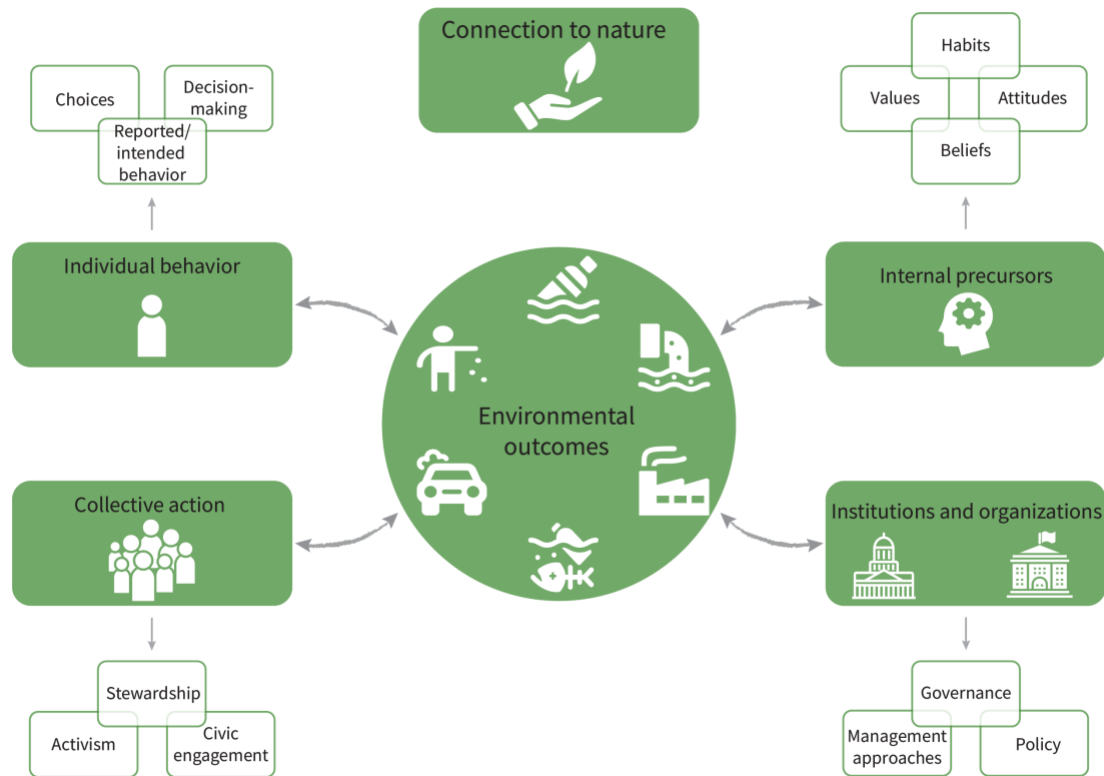 Connection to nature
Choices
Decision-
making
Reported/
intended
behavior
Habits
Values
Attitudes
Beliefs
Individual behavior
Internal precursors
Environmental
outcomes
Collective action
Institutions and organizations
Stewardship
Activism
Civic
engagement
Governance
Management
approaches
Policy